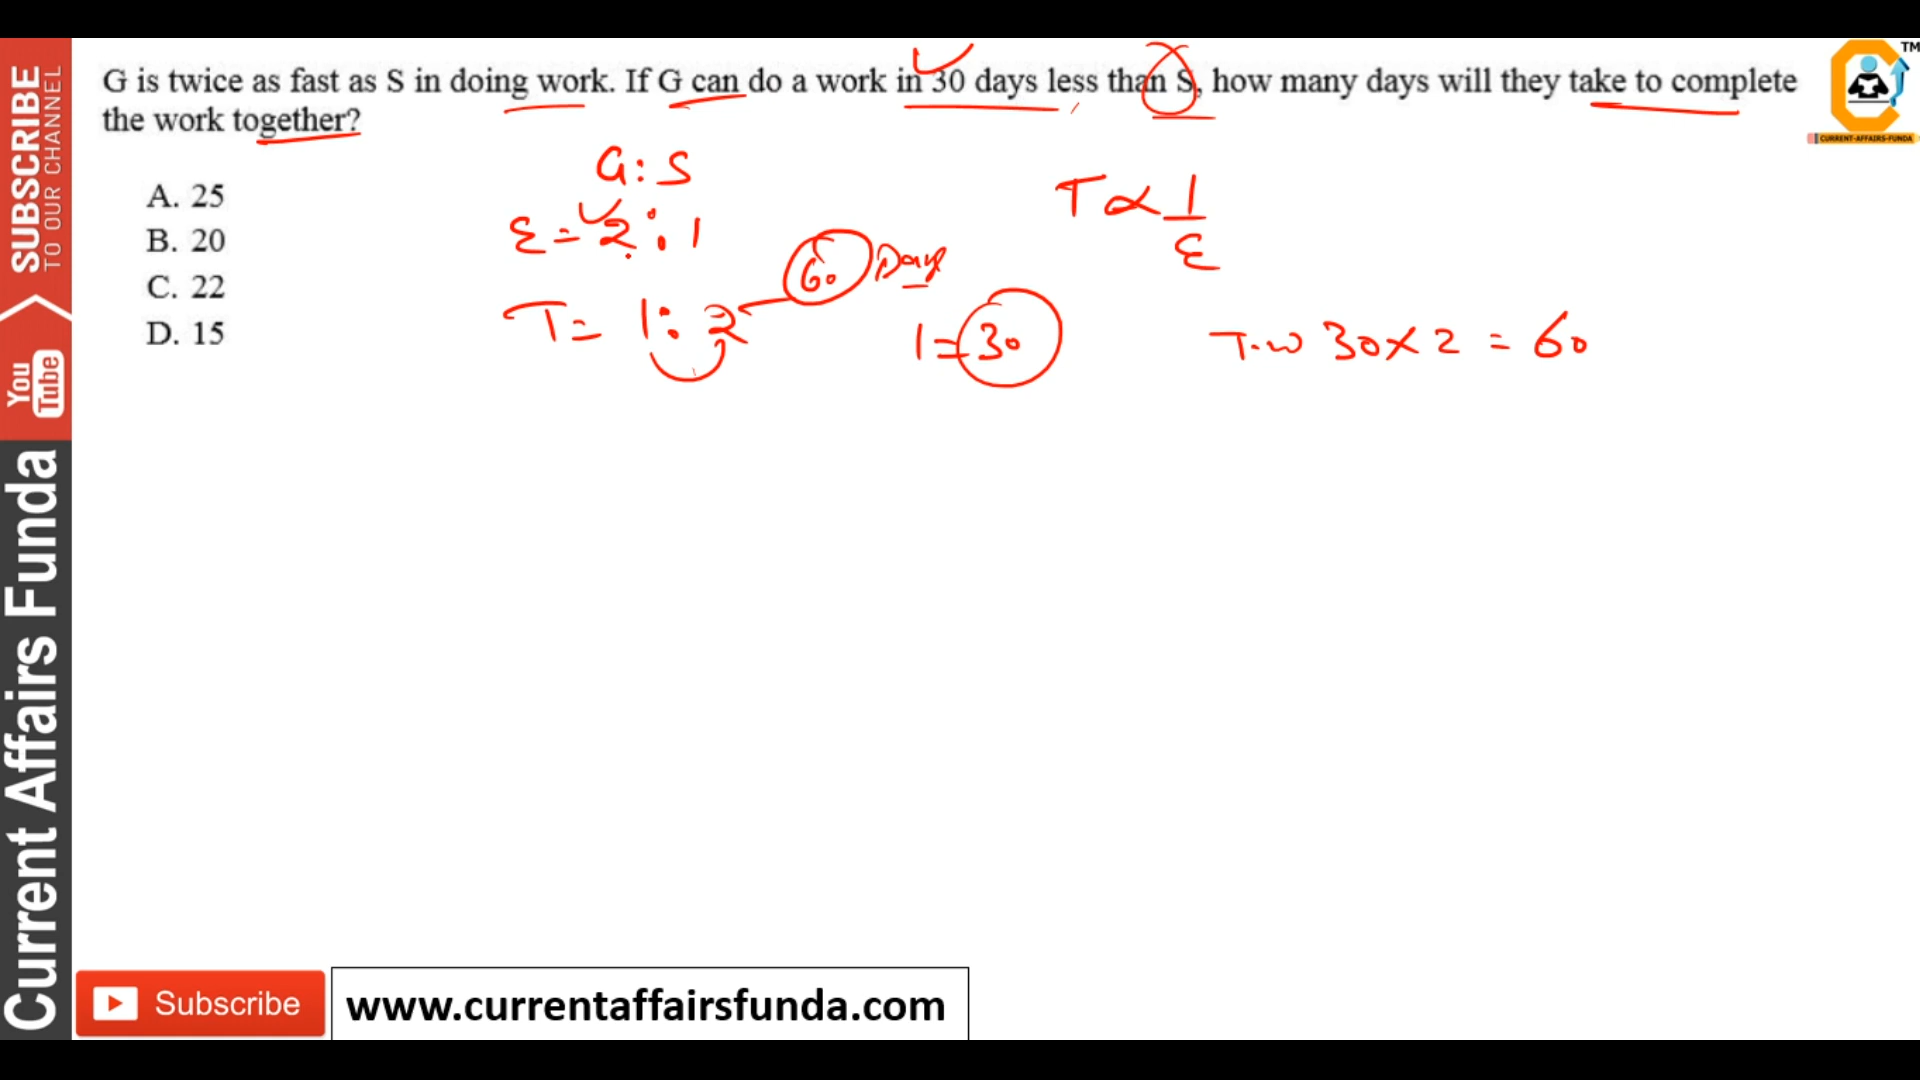 SUBSCRIBE
TO OUR CHANNEL
You
Tube
Current Affairs Funda
G is twice as fast as S in doing work. If G can do a work in 30 days less than S, how many days will they take to complete
the work together?
TM
CURRENT-AFFAIRS-FUNDA
A. 25
B. 20
C. 22
D. 15
G : S
Ɛ = 2 : 1
T = 1 : 2
60 Days
1 = 30
T ∝ 1/Ɛ
T.W 30 × 2 = 60
Subscribe
www.currentaffairsfunda.com